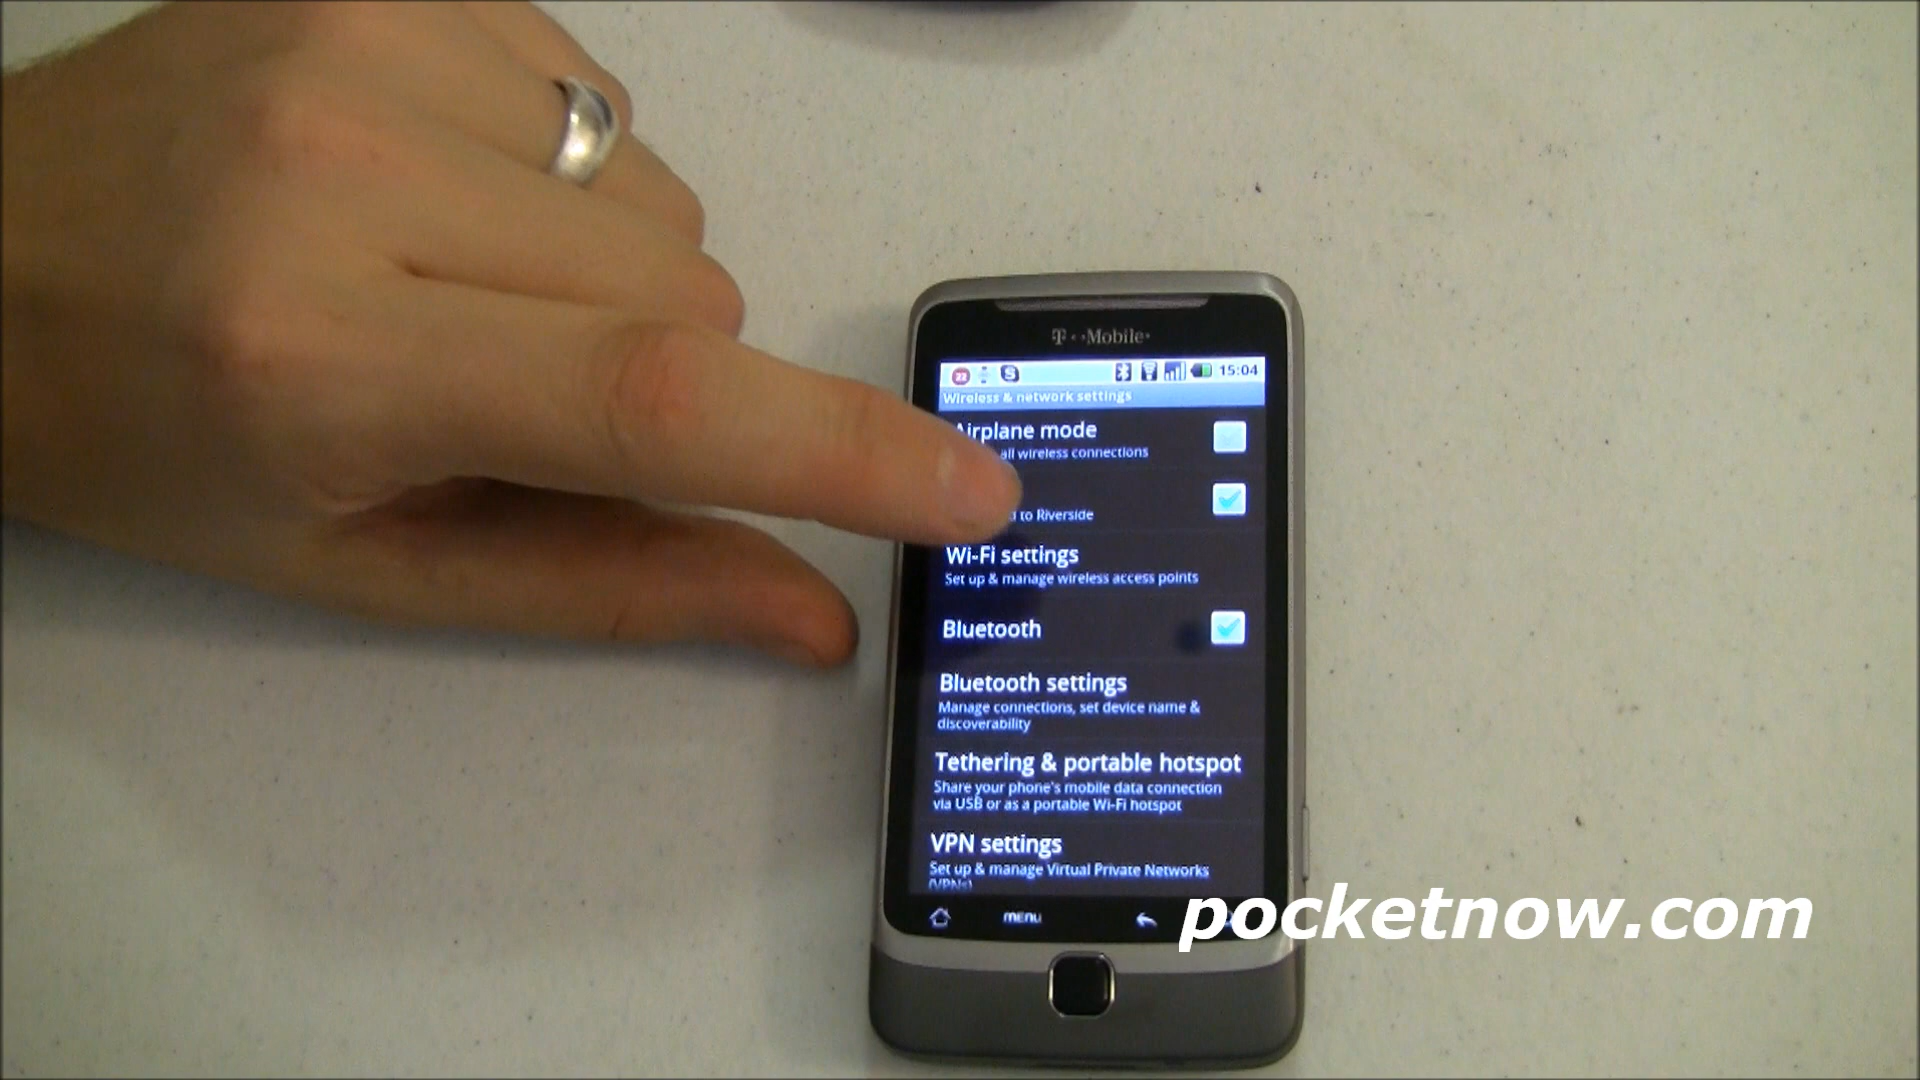 T··Mobile·
22 S 15:04
Wireless & network settings
Airplane mode
all wireless connections
to Riverside
Wi-Fi settings
Set up & manage wireless access points
Bluetooth
Bluetooth settings
Manage connections, set device name &
discoverability
Tethering & portable hotspot
Share your phone's mobile data connection
via USB or as a portable Wi-Fi hotspot
VPN settings
Set up & manage Virtual Private Networks
(VPNs)
MENU
pocketnow.com